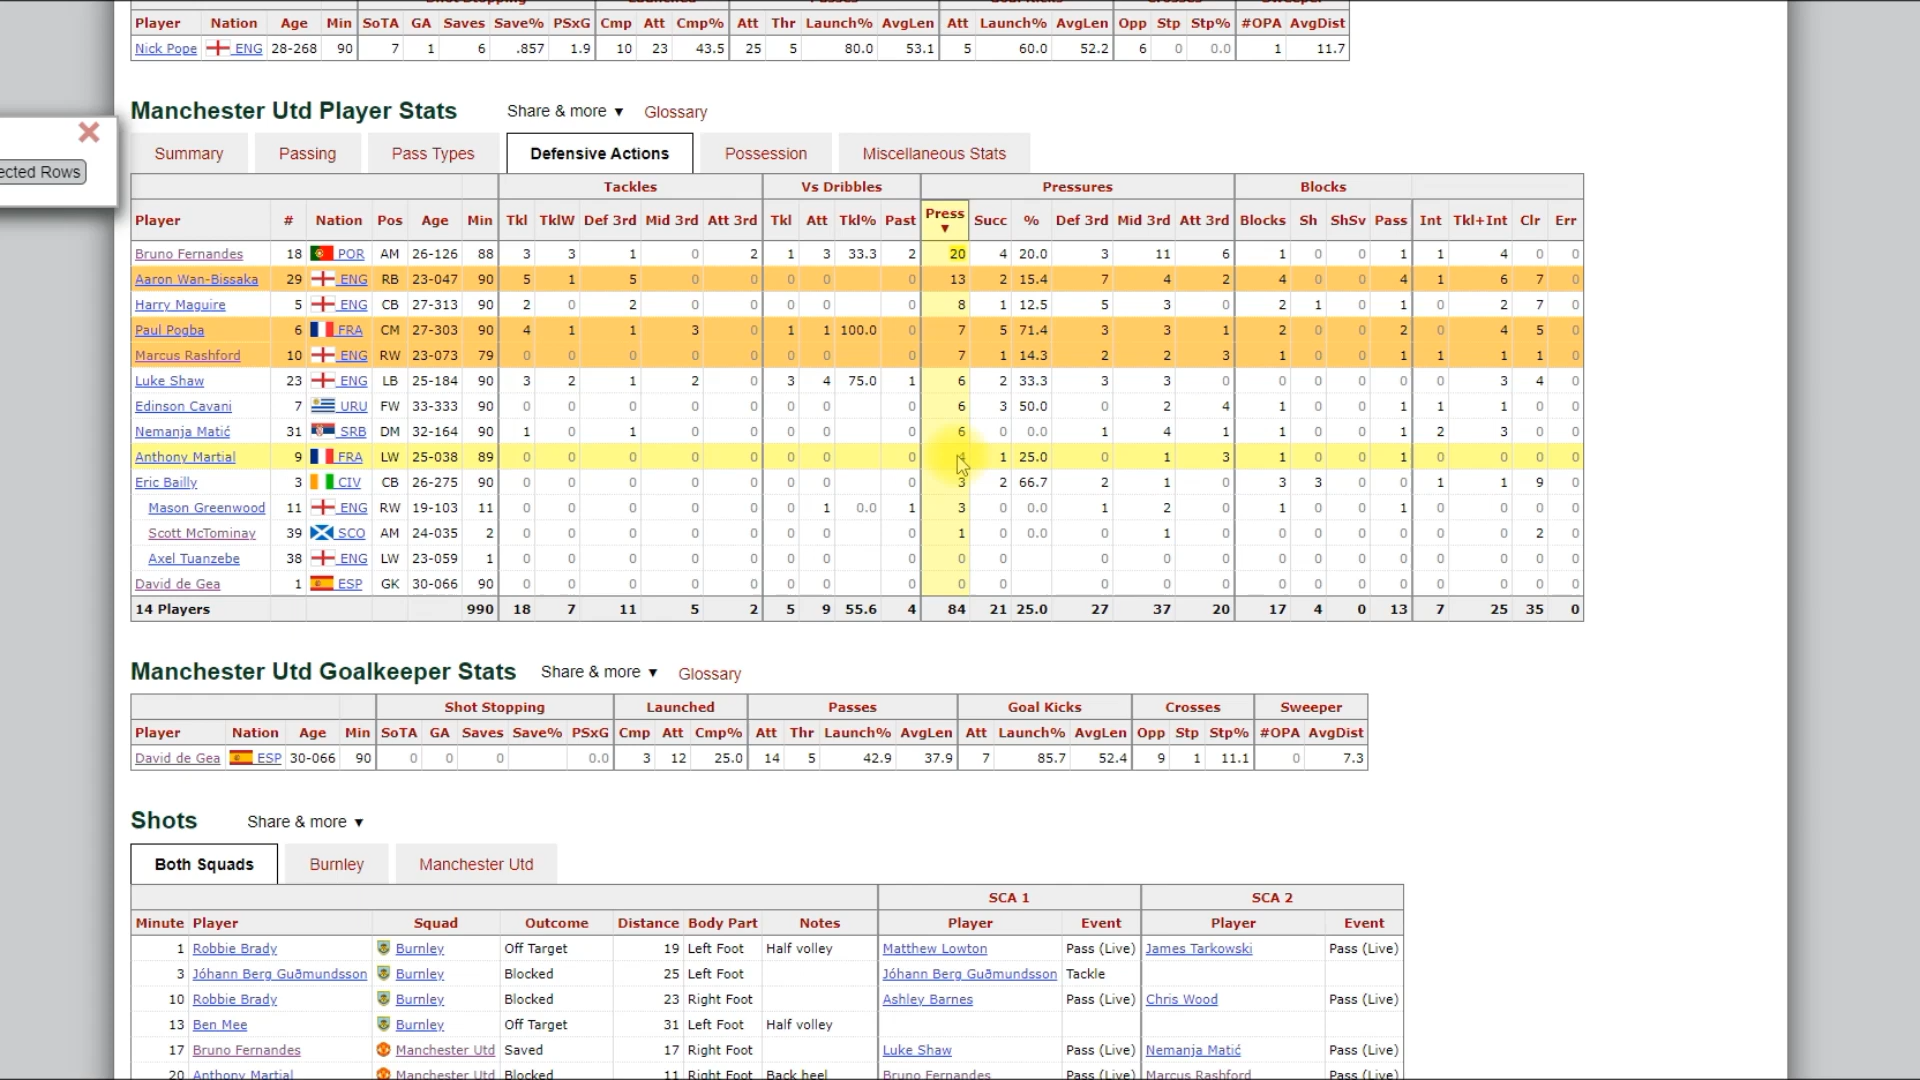 Player Nation Age Min SoTA GA Saves Save% PSxG Cmp Att Cmp% Att Thr Launch% AvgLen Att Launch% AvgLen Opp Stp Stp% #OPA AvgDist
Nick Pope ENG 28-268 90 7 1 6 .857 1.9 10 23 43.5 25 5 80.0 53.1 5 60.0 52.2 6 0 0.0 1 11.7
Manchester Utd Player Stats Share & more ▼ Glossary
ected Rows
Summary Passing Pass Types Defensive Actions Possession Miscellaneous Stats
Tackles Vs Dribbles Pressures Blocks
Player # Nation Pos Age Min Tkl TklW Def 3rd Mid 3rd Att 3rd Tkl Att Tkl% Past Press ▼ Succ % Def 3rd Mid 3rd Att 3rd Blocks Sh ShSv Pass Int Tkl+Int Clr Err
Bruno Fernandes 18 POR AM 26-126 88 3 3 1 0 2 1 3 33.3 2 20 4 20.0 3 11 6 1 0 0 1 1 4 0 0
Aaron Wan-Bissaka 29 ENG RB 23-047 90 5 1 5 0 0 0 0 0 13 2 15.4 7 4 2 4 0 0 4 1 6 7 0
Harry Maguire 5 ENG CB 27-313 90 2 0 2 0 0 0 0 0 8 1 12.5 5 3 0 2 1 0 1 0 2 7 0
Paul Pogba 6 FRA CM 27-303 90 4 1 1 3 0 1 1 100.0 0 7 5 71.4 3 3 1 2 0 0 2 0 4 5 0
Marcus Rashford 10 ENG RW 23-073 79 0 0 0 0 0 0 0 0 7 1 14.3 2 2 3 1 0 0 1 1 1 1 0
Luke Shaw 23 ENG LB 25-184 90 3 2 1 2 0 3 4 75.0 1 6 2 33.3 3 3 0 0 0 0 0 0 3 4 0
Edinson Cavani 7 URU FW 33-333 90 0 0 0 0 0 0 0 0 6 3 50.0 0 2 4 1 0 0 1 1 1 0 0
Nemanja Matić 31 SRB DM 32-164 90 1 0 1 0 0 0 0 0 6 0 0.0 1 4 1 1 0 0 1 2 3 0 0
Anthony Martial 9 FRA LW 25-038 89 0 0 0 0 0 0 0 0 4 1 25.0 0 1 3 1 0 0 1 0 0 0 0
Eric Bailly 3 CIV CB 26-275 90 0 0 0 0 0 0 0 0 3 2 66.7 2 1 0 3 3 0 0 1 1 9 0
Mason Greenwood 11 ENG RW 19-103 11 0 0 0 0 0 0 1 0.0 1 3 0 0.0 1 2 0 1 0 0 1 0 0 0 0
Scott McTominay 39 SCO AM 24-035 2 0 0 0 0 0 0 0 0 1 0 0.0 0 1 0 0 0 0 0 0 0 2 0
Axel Tuanzebe 38 ENG LW 23-059 1 0 0 0 0 0 0 0 0 0 0 0 0 0 0 0 0 0 0 0 0 0
David de Gea 1 ESP GK 30-066 90 0 0 0 0 0 0 0 0 0 0 0 0 0 0 0 0 0 0 0 0 0
14 Players 990 18 7 11 5 2 5 9 55.6 4 84 21 25.0 27 37 20 17 4 0 13 7 25 35 0
Manchester Utd Goalkeeper Stats Share & more ▼ Glossary
Shot Stopping Launched Passes Goal Kicks Crosses Sweeper
Player Nation Age Min SoTA GA Saves Save% PSxG Cmp Att Cmp% Att Thr Launch% AvgLen Att Launch% AvgLen Opp Stp Stp% #OPA AvgDist
David de Gea ESP 30-066 90 0 0 0 0.0 3 12 25.0 14 5 42.9 37.9 7 85.7 52.4 9 1 11.1 0 7.3
Shots Share & more ▼
Both Squads Burnley Manchester Utd
SCA 1 SCA 2
Minute Player Squad Outcome Distance Body Part Notes Player Event Player Event
1 Robbie Brady Burnley Off Target 19 Left Foot Half volley Matthew Lowton Pass (Live) James Tarkowski Pass (Live)
3 Jóhann Berg Guðmundsson Burnley Blocked 25 Left Foot Jóhann Berg Guðmundsson Tackle
10 Robbie Brady Burnley Blocked 23 Right Foot Ashley Barnes Pass (Live) Chris Wood Pass (Live)
13 Ben Mee Burnley Off Target 31 Left Foot Half volley
17 Bruno Fernandes Manchester Utd Saved 17 Right Foot Luke Shaw Pass (Live) Nemanja Matić Pass (Live)
20 Anthony Martial Manchester Utd Blocked 11 Right Foot Back heel Bruno Fernandes Pass (Live) Marcus Rashford Pass (Live)